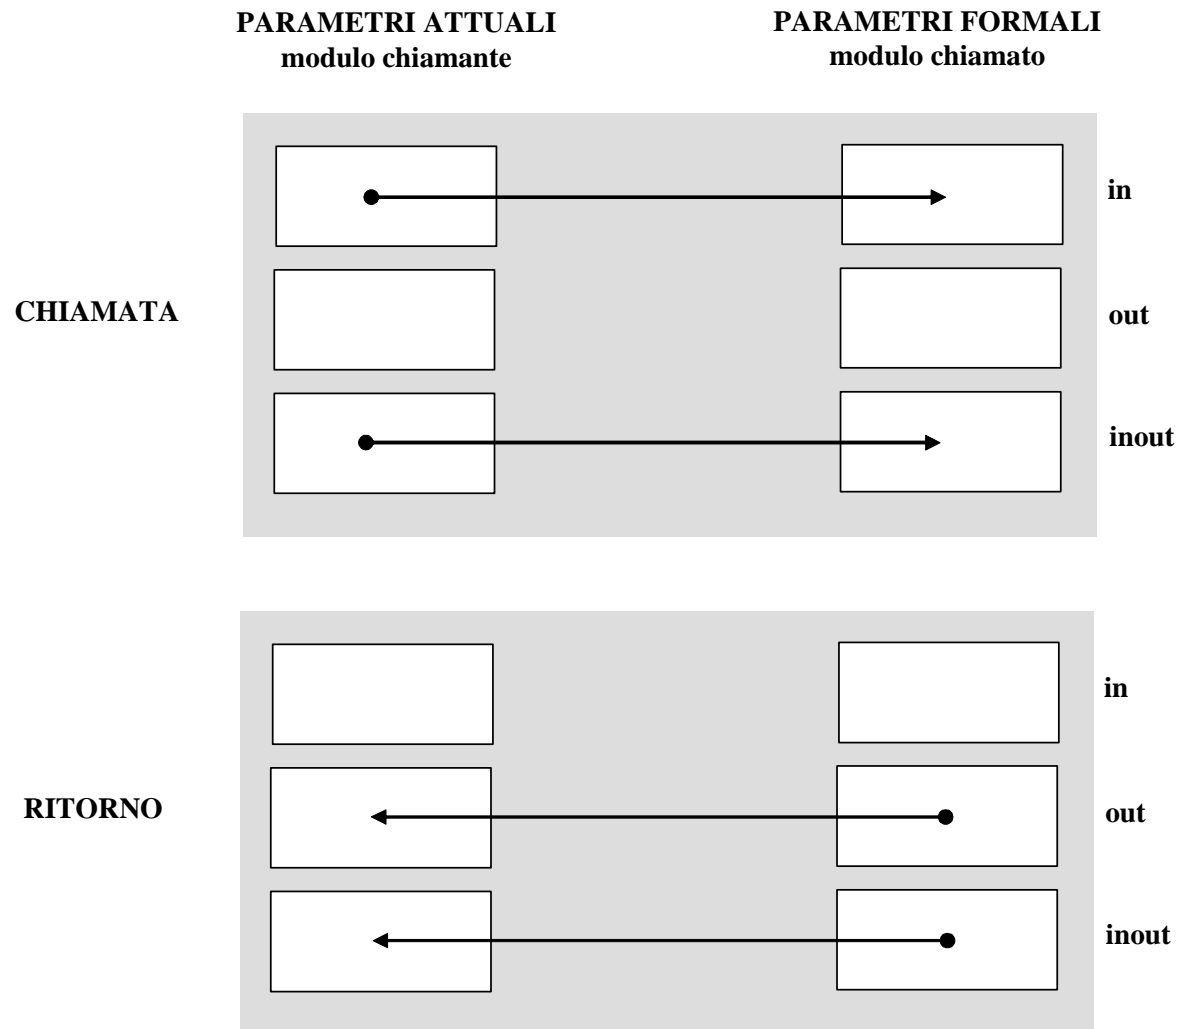 PARAMETRI ATTUALI
modulo chiamante
PARAMETRI FORMALI
modulo chiamato
in
CHIAMATA
out
inout
in
RITORNO
out
inout